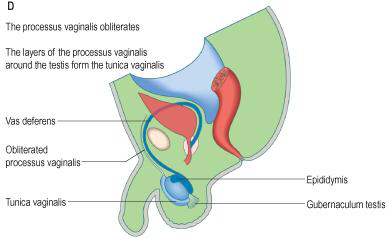 D
The processus vaginalis obliterates
The layers of the processus vaginalis
around the testis form the tunica vaginalis
Vas deferens
Obliterated
processus vaginalis
Epididymis
Tunica vaginalis
Gubernaculum testis